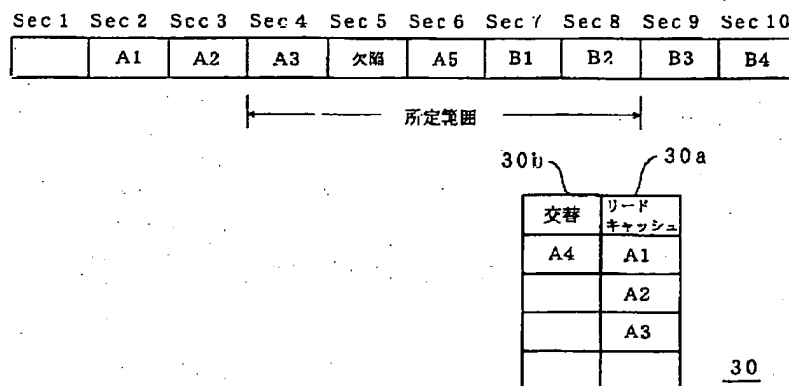 Sec 1 Sec 2 Sec 3 Sec 4 Sec 5 Sec 6 Sec 7 Sec 8 Sec 9 Sec 10
A1 A2 A3 欠陥 A5 B1 B2 B3 B4
所定範囲
30b 30a
交替 リードキャッシュ
A4 A1
A2
A3
30